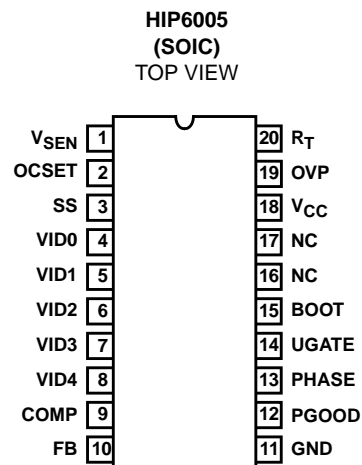 HIP6005
(SOIC)
TOP VIEW
VSEN 1 20 RT
OCSET 2 19 OVP
SS 3 18 VCC
VID0 4 17 NC
VID1 5 16 NC
VID2 6 15 BOOT
VID3 7 14 UGATE
VID4 8 13 PHASE
COMP 9 12 PGOOD
FB 10 11 GND